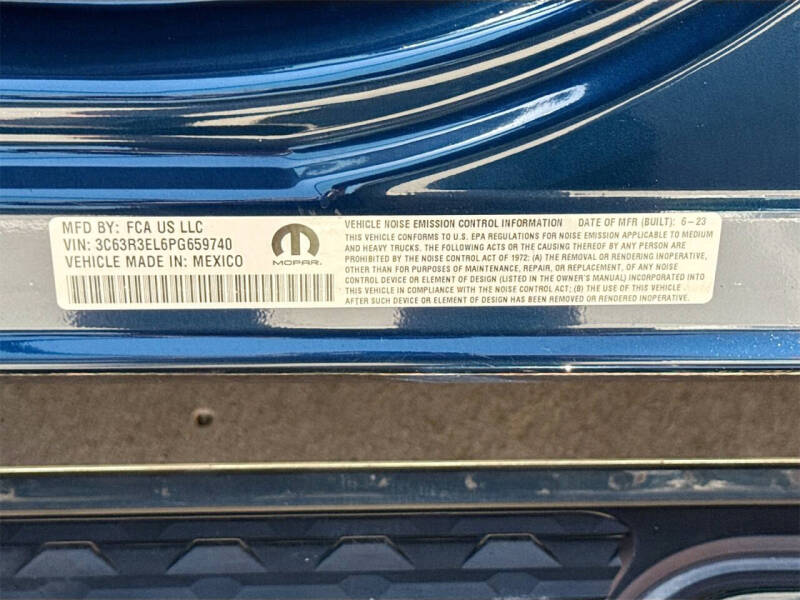 MFD BY: FCA US LLC
VIN: 3C63R3EL6PG659740
VEHICLE MADE IN: MEXICO
MOPAR
VEHICLE NOISE EMISSION CONTROL INFORMATION DATE OF MFR (BUILT): 6-23
THIS VEHICLE CONFORMS TO U.S. EPA REGULATIONS FOR NOISE EMISSION APPLICABLE TO MEDIUM
AND HEAVY TRUCKS. THE FOLLOWING ACTS OR THE CAUSING THEREOF BY ANY PERSON ARE
PROHIBITED BY THE NOISE CONTROL ACT OF 1972: (A) THE REMOVAL OR RENDERING INOPERATIVE,
OTHER THAN FOR PURPOSES OF MAINTENANCE, REPAIR, OR REPLACEMENT, OF ANY NOISE
CONTROL DEVICE OR ELEMENT OF DESIGN (LISTED IN THE OWNER'S MANUAL) INCORPORATED INTO
THIS VEHICLE IN COMPLIANCE WITH THE NOISE CONTROL ACT; (B) THE USE OF THIS VEHICLE
AFTER SUCH DEVICE OR ELEMENT OF DESIGN HAS BEEN REMOVED OR RENDERED INOPERATIVE.